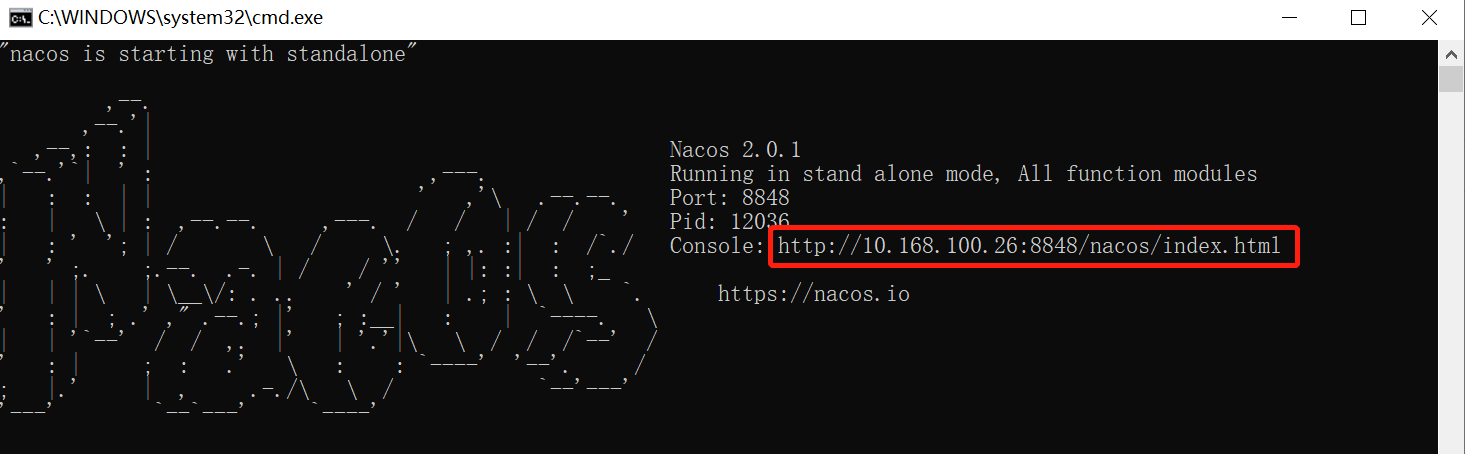 C:\WINDOWS\system32\cmd.exe
"nacos is starting with standalone"
Nacos 2.0.1
Running in stand alone mode, All function modules
Port: 8848
Pid: 12036
Console: http://10.168.100.26:8848/nacos/index.html
https://nacos.io